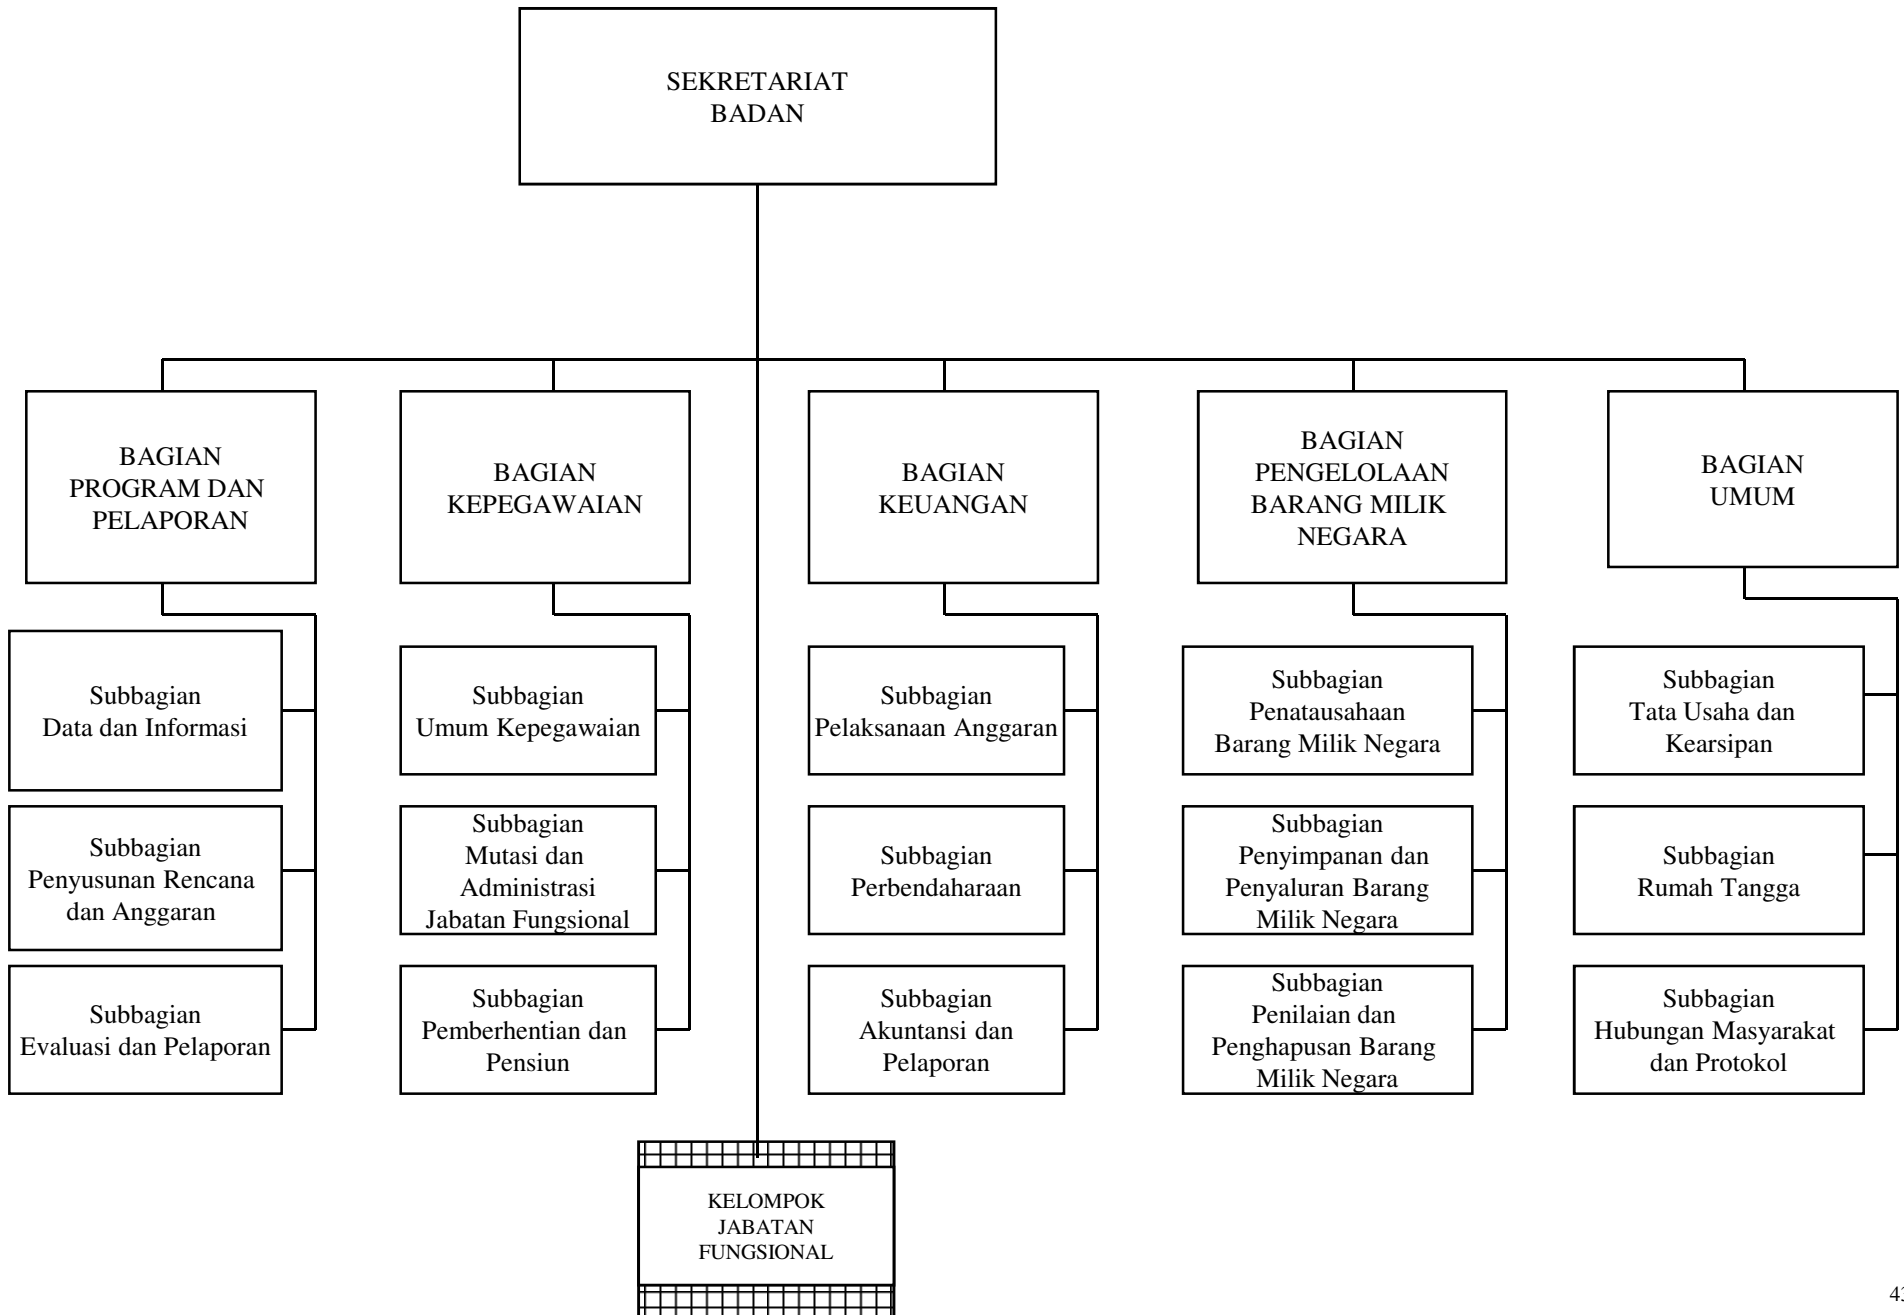 SEKRETARIAT
BADAN
BAGIAN
PROGRAM DAN
PELAPORAN
BAGIAN
KEPEGAWAIAN
BAGIAN
KEUANGAN
BAGIAN
PENGELOLAAN
BARANG MILIK
NEGARA
BAGIAN
UMUM
Subbagian
Data dan Informasi
Subbagian
Umum Kepegawaian
Subbagian
Pelaksanaan Anggaran
Subbagian
Penatausahaan
Barang Milik Negara
Subbagian
Tata Usaha dan
Kearsipan
Subbagian
Penyusunan Rencana
dan Anggaran
Subbagian
Mutasi dan
Administrasi
Jabatan Fungsional
Subbagian
Perbendaharaan
Subbagian
Penyimpanan dan
Penyaluran Barang
Milik Negara
Subbagian
Rumah Tangga
Subbagian
Evaluasi dan Pelaporan
Subbagian
Pemberhentian dan
Pensiun
Subbagian
Akuntansi dan
Pelaporan
Subbagian
Penilaian dan
Penghapusan Barang
Milik Negara
Subbagian
Hubungan Masyarakat
dan Protokol
KELOMPOK
JABATAN
FUNGSIONAL